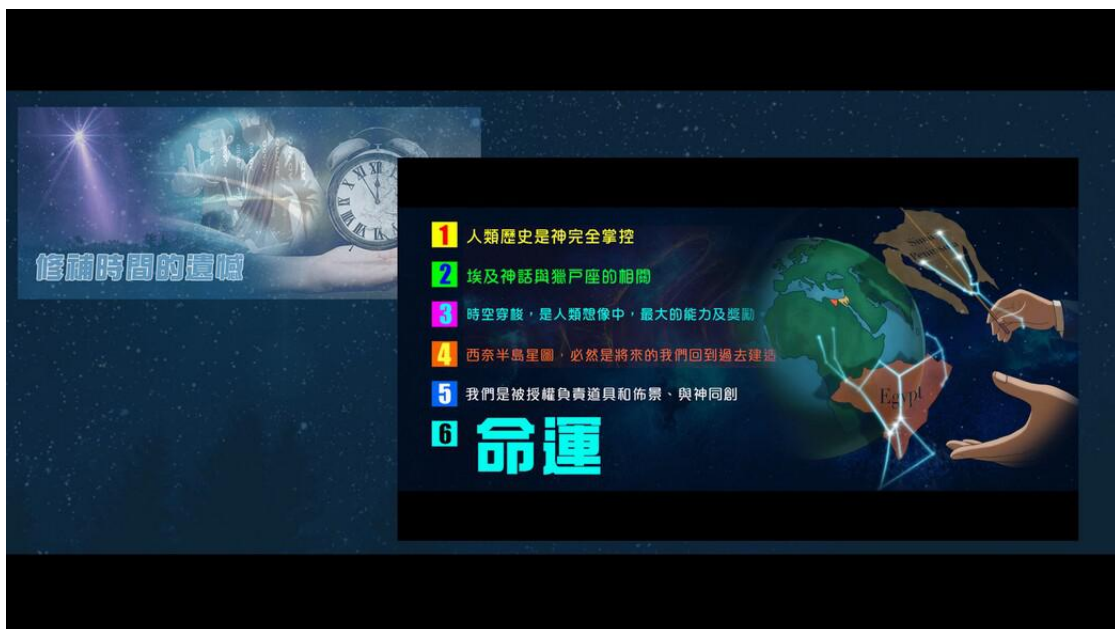 修補時間的遺憾
1 人類歷史是神完全掌控
2 埃及神話與獵戶座的相關
3 時空穿梭，是人類想像中，最大的能力及獎勵
4 西奈半島星圖，必然是將來的我們回到過去建造
5 我們是被授權負責道具和佈景、與神同創
6 命運
Egypt